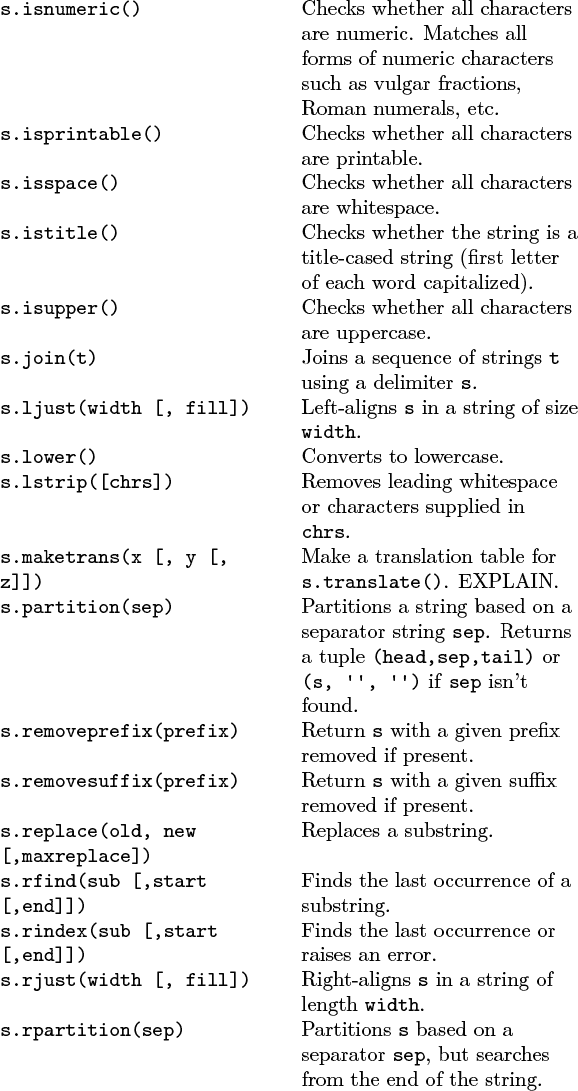 s.isnumeric() Checks whether all characters
are numeric. Matches all
forms of numeric characters
such as vulgar fractions,
Roman numerals, etc.
s.isprintable() Checks whether all characters
are printable.
s.isspace() Checks whether all characters
are whitespace.
s.istitle() Checks whether the string is a
title-cased string (first letter
of each word capitalized).
s.isupper() Checks whether all characters
are uppercase.
s.join(t) Joins a sequence of strings t
using a delimiter s.
s.ljust(width [, fill]) Left-aligns s in a string of size
width.
s.lower() Converts to lowercase.
s.lstrip([chrs]) Removes leading whitespace
or characters supplied in
chrs.
s.maketrans(x [, y [, Make a translation table for
z]]) s.translate(). EXPLAIN.
s.partition(sep) Partitions a string based on a
separator string sep. Returns
a tuple (head,sep,tail) or
(s, '', '') if sep isn't
found.
s.removeprefix(prefix) Return s with a given prefix
removed if present.
s.removesuffix(prefix) Return s with a given suffix
removed if present.
s.replace(old, new Replaces a substring.
[,maxreplace])
s.rfind(sub [,start Finds the last occurrence of a
[,end]]) substring.
s.rindex(sub [,start Finds the last occurrence or
[,end]]) raises an error.
s.rjust(width [, fill]) Right-aligns s in a string of
length width.
s.rpartition(sep) Partitions s based on a
separator sep, but searches
from the end of the string.